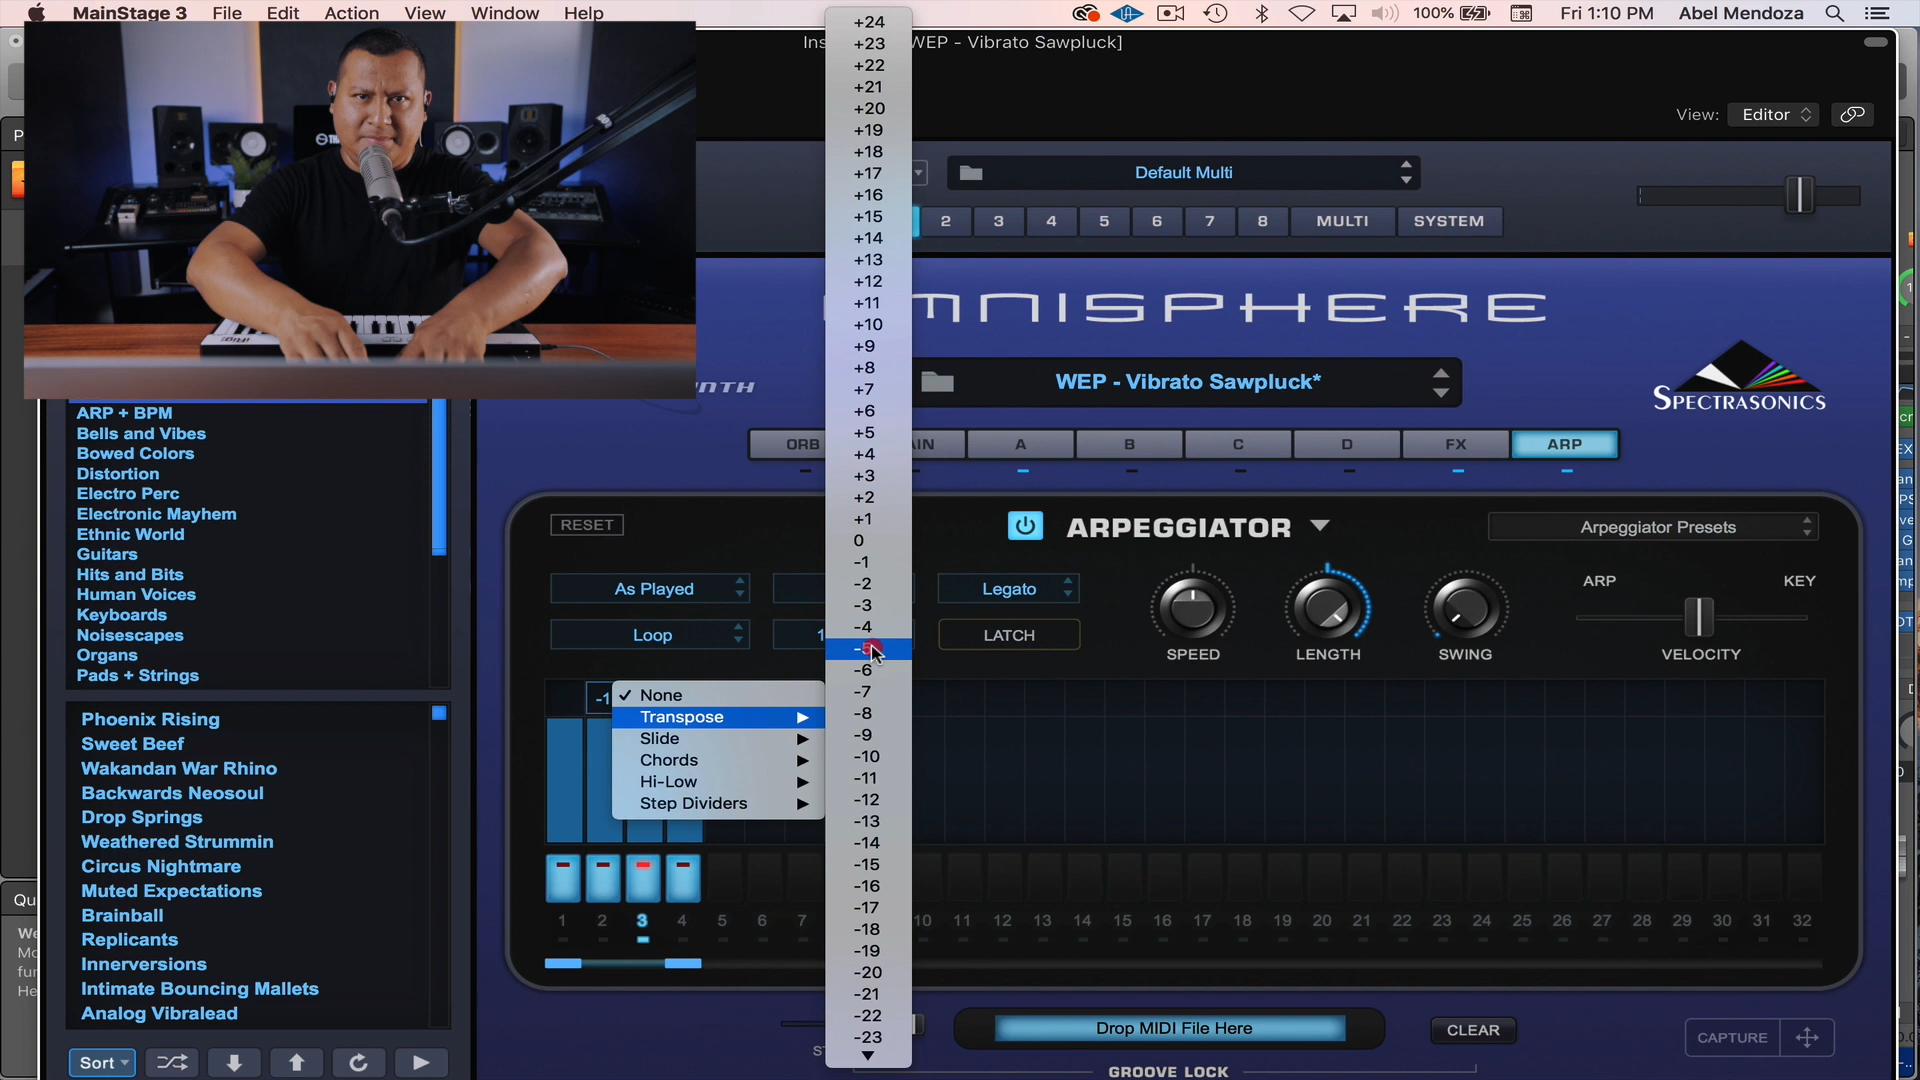 MainStage 3 File Edit Action View Window Help
100% Fri 1:10 PM Abel Mendoza
WEP - Vibrato Sawpluck]
View: Editor
Default Multi
2 3 4 5 6 7 8 MULTI SYSTEM
MNISPHERE
WEP - Vibrato Sawpluck*
SPECTRASONICS
ORB A B C D FX ARP
RESET
ARPEGGIATOR
Arpeggiator Presets
As Played
Legato
Loop
LATCH
SPEED
LENGTH
SWING
ARP KEY
VELOCITY
+24
+23
+22
+21
+20
+19
+18
+17
+16
+15
+14
+13
+12
+11
+10
+9
+8
+7
+6
+5
+4
+3
+2
+1
0
-1
-2
-3
-4
-5
-6
-7
-8
-9
-10
-11
-12
-13
-14
-15
-16
-17
-18
-19
-20
-21
-22
-23
None
Transpose
Slide
Chords
Hi-Low
Step Dividers
1 2 3 4 5 6 7 10 11 12 13 14 15 16 17 18 19 20 21 22 23 24 25 26 27 28 29 30 31 32
Drop MIDI File Here
CLEAR
CAPTURE
GROOVE LOCK
ARP + BPM
Bells and Vibes
Bowed Colors
Distortion
Electro Perc
Electronic Mayhem
Ethnic World
Guitars
Hits and Bits
Human Voices
Keyboards
Noisescapes
Organs
Pads + Strings
Phoenix Rising
Sweet Beef
Wakandan War Rhino
Backwards Neosoul
Drop Springs
Weathered Strummin
Circus Nightmare
Muted Expectations
Brainball
Replicants
Innerversions
Intimate Bouncing Mallets
Analog Vibralead
Sort